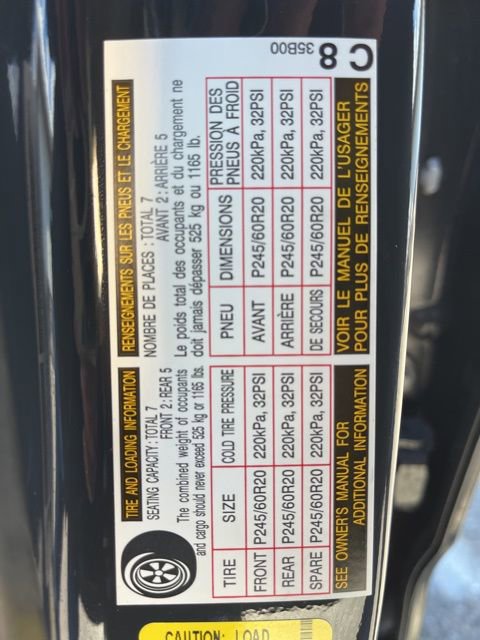 TIRE AND LOADING INFORMATION
SEATING CAPACITY : TOTAL 7
FRONT 2 : REAR 5
The combined weight of occupants
and cargo should never exceed 525 kg or 1165 lbs.
TIRE SIZE COLD TIRE PRESSURE
FRONT P245/60R20 220kPa, 32PSI
REAR P245/60R20 220kPa, 32PSI
SPARE P245/60R20 220kPa, 32PSI
SEE OWNER'S MANUAL FOR
ADDITIONAL INFORMATION
RENSEIGNEMENTS SUR LES PNEUS ET LE CHARGEMENT
NOMBRE DE PLACES : TOTAL 7
AVANT 2 : ARRIÈRE 5
Le poids total des occupants et du chargement ne
doit jamais dépasser 525 kg ou 1165 lb.
PNEU DIMENSIONS PRESSION DES
PNEUS À FROID
AVANT P245/60R20 220kPa, 32PSI
ARRIÈRE P245/60R20 220kPa, 32PSI
DE SECOURS P245/60R20 220kPa, 32PSI
VOIR LE MANUEL DE L'USAGER
POUR PLUS DE RENSEIGNEMENTS
35B00
C 8
CAUTION: LOAD